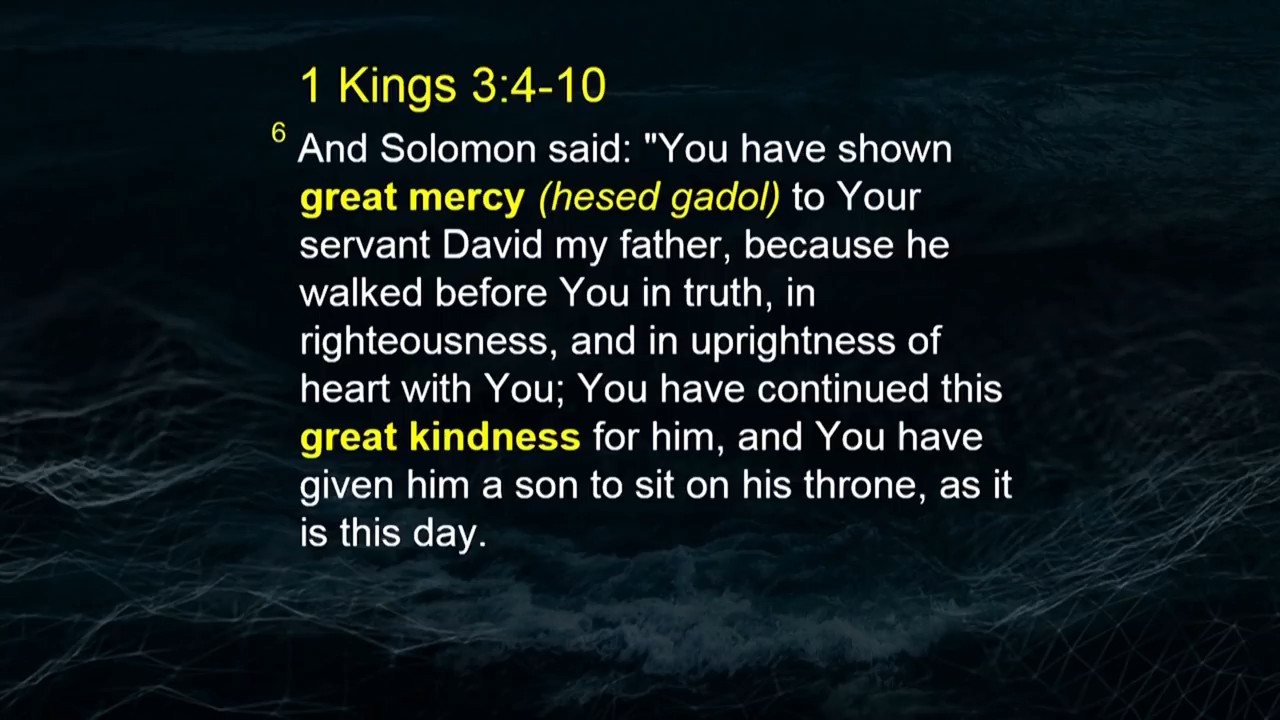 1 Kings 3:4-10
6 And Solomon said: "You have shown
great mercy (hesed gadol) to Your
servant David my father, because he
walked before You in truth, in
righteousness, and in uprightness of
heart with You; You have continued this
great kindness for him, and You have
given him a son to sit on his throne, as it
is this day.